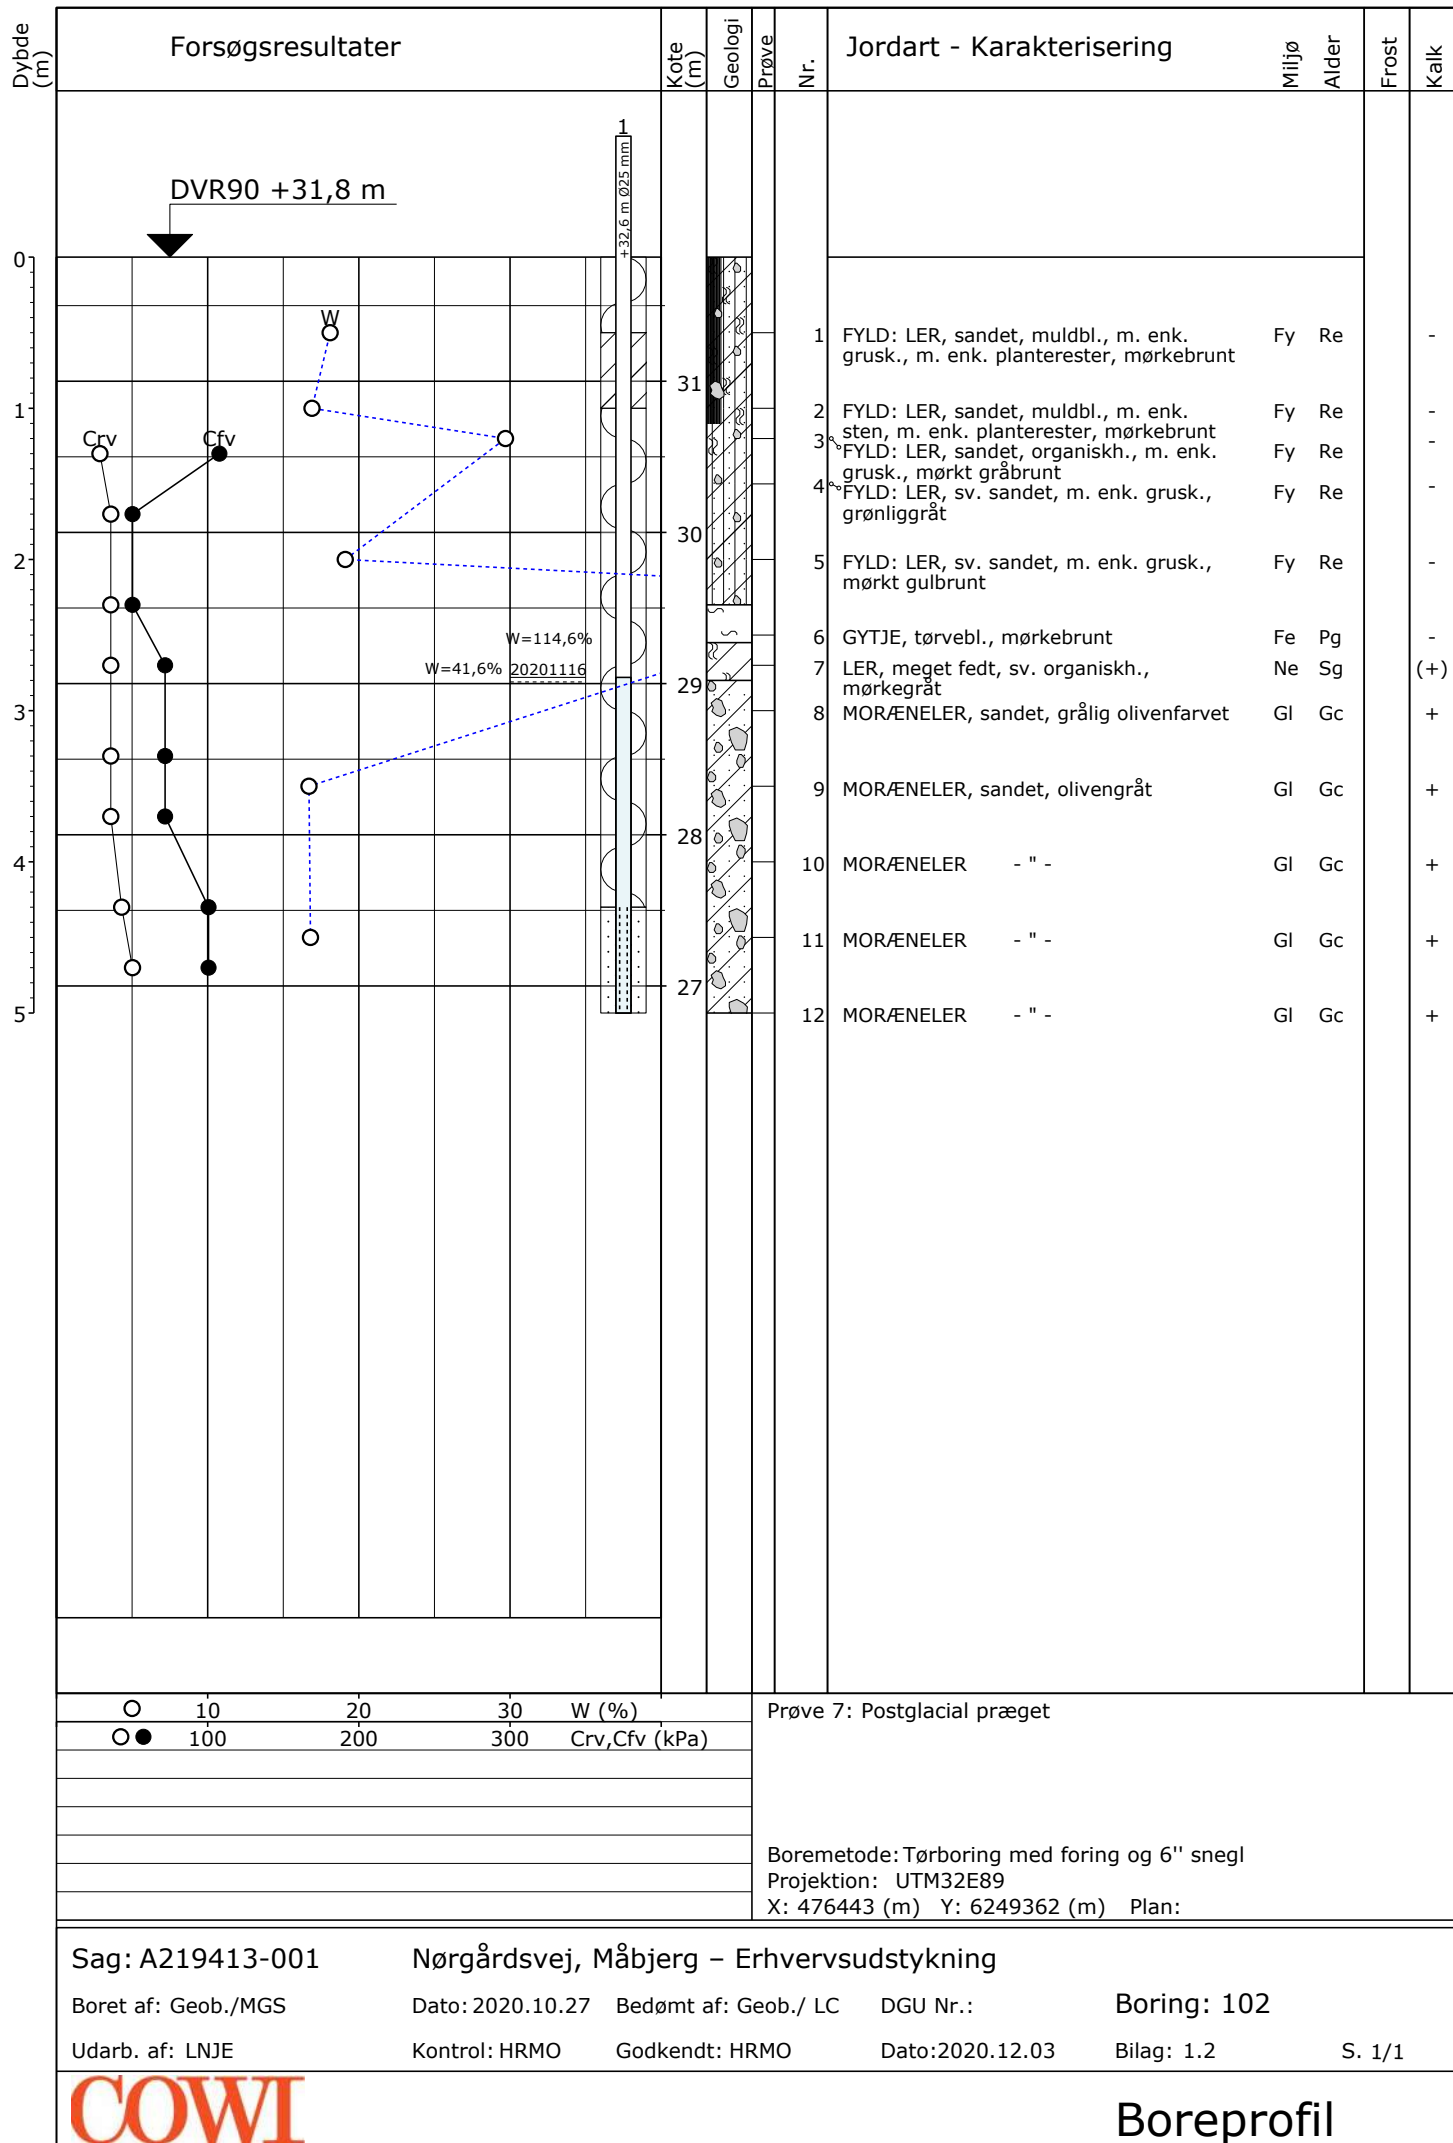 Dybde (m)
Forsøgsresultater
Kote (m)
Geologi
Prøve
Nr.
Jordart - Karakterisering
Miljø
Alder
Frost
Kalk
1
+32,6 m Ø25 mm
DVR90 +31,8 m
0
W
1 FYLD: LER, sandet, muldbl., m. enk. Fy Re -
grusk., m. enk. planterester, mørkebrunt
31
1
2 FYLD: LER, sandet, muldbl., m. enk. Fy Re -
sten, m. enk. planterester, mørkebrunt
Crv Cfv
3 FYLD: LER, sandet, organiskh., m. enk. Fy Re -
grusk., mørkt gråbrunt
4 FYLD: LER, sv. sandet, m. enk. grusk., Fy Re -
grønliggråt
30
2
5 FYLD: LER, sv. sandet, m. enk. grusk., Fy Re -
mørkt gulbrunt
W=114,6%
6 GYTJE, tørvebl., mørkebrunt Fe Pg -
W=41,6% 20201116
7 LER, meget fedt, sv. organiskh., Ne Sg (+)
mørkegråt
29
3
8 MORÆNELER, sandet, grålig olivenfarvet Gl Gc +
9 MORÆNELER, sandet, olivengråt Gl Gc +
28
4
10 MORÆNELER - " - Gl Gc +
11 MORÆNELER - " - Gl Gc +
27
5
12 MORÆNELER - " - Gl Gc +
10 20 30 W (%)
100 200 300 Crv,Cfv (kPa)
Prøve 7: Postglacial præget
Boremetode: Tørboring med foring og 6'' snegl
Projektion: UTM32E89
X: 476443 (m) Y: 6249362 (m) Plan:
Sag: A219413-001 Nørgårdsvej, Måbjerg – Erhvervsudstykning
Boret af: Geob./MGS Dato: 2020.10.27 Bedømt af: Geob./ LC DGU Nr.: Boring: 102
Udarb. af: LNJE Kontrol: HRMO Godkendt: HRMO Dato:2020.12.03 Bilag: 1.2 S. 1/1
COWI Boreprofil